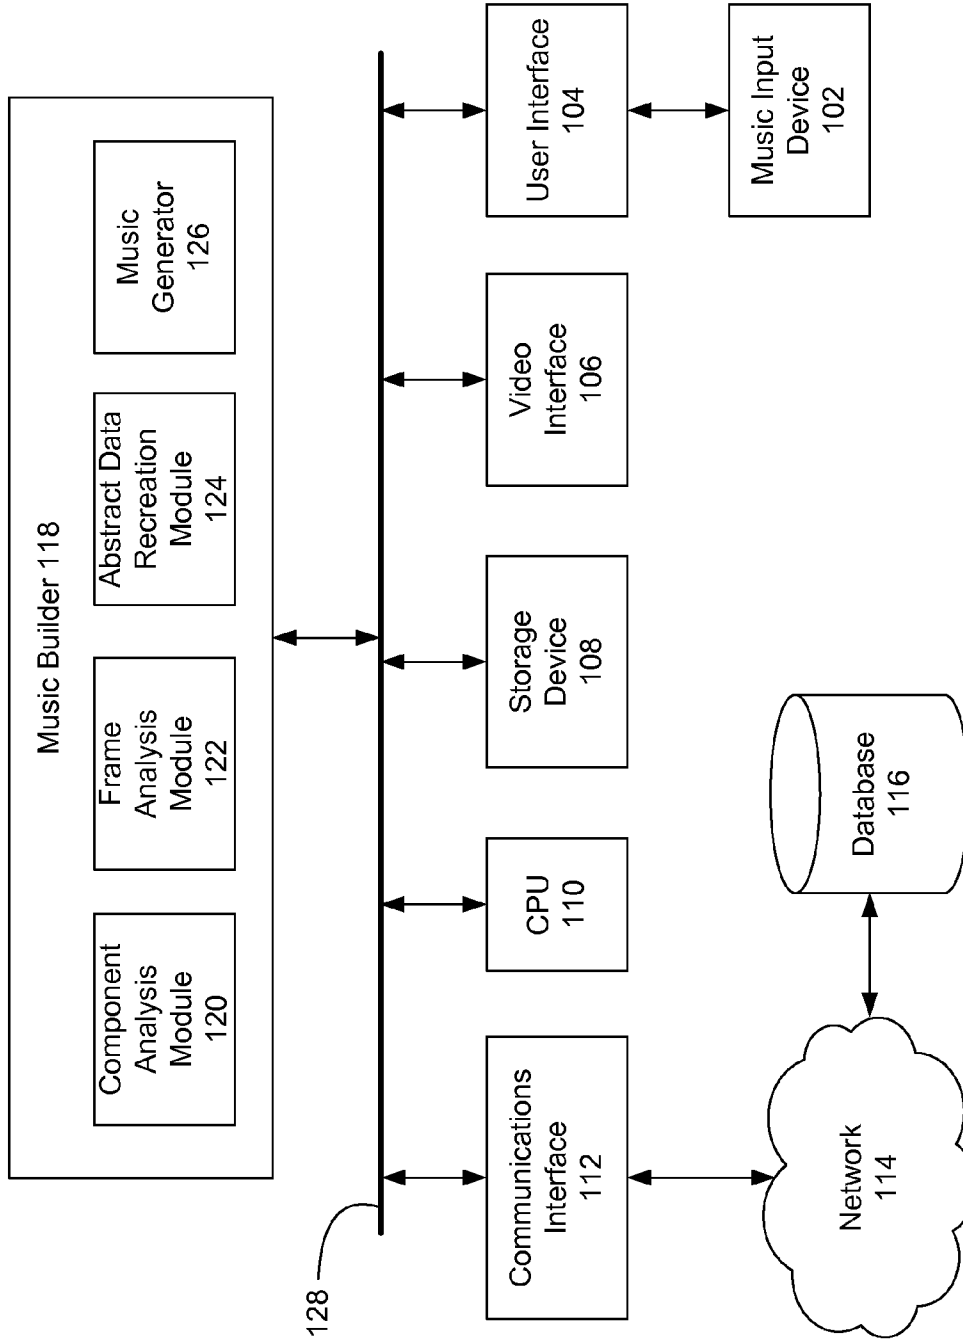 Music Builder 118
Component
Analysis
Module
120
Frame
Analysis
Module
122
Abstract Data
Recreation
Module
124
Music
Generator
126
128
Communications
Interface
112
CPU
110
Storage
Device
108
Video
Interface
106
User Interface
104
Network
114
Database
116
Music Input
Device
102